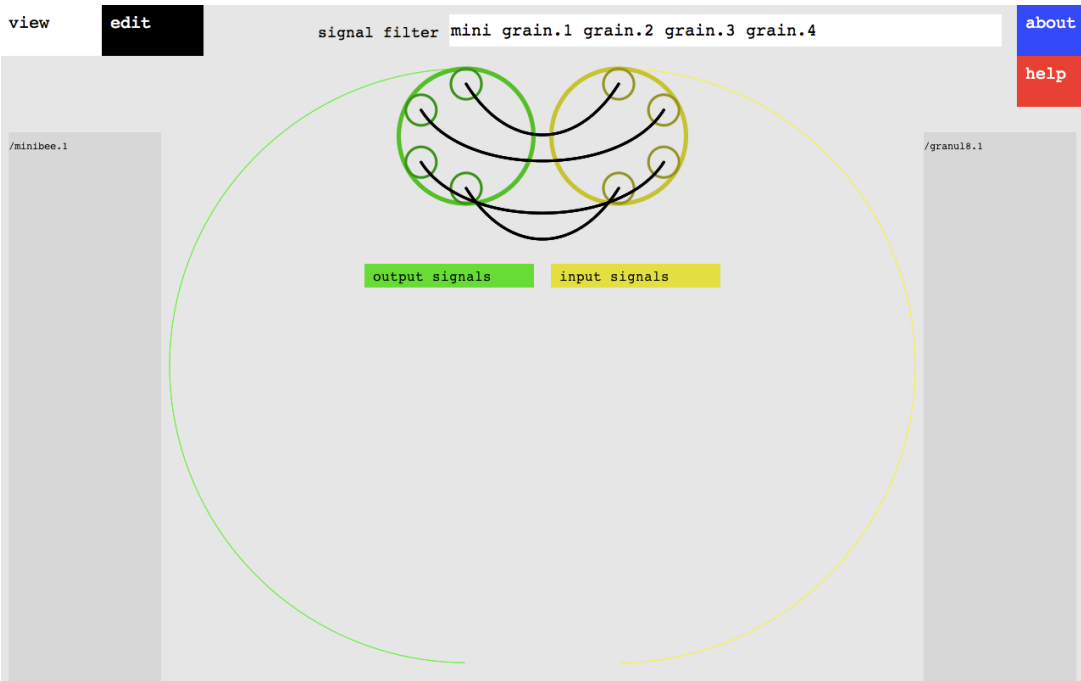 view
edit
signal filter
mini grain.1 grain.2 grain.3 grain.4
about
help
/minibee.1
/granul8.1
output signals
input signals